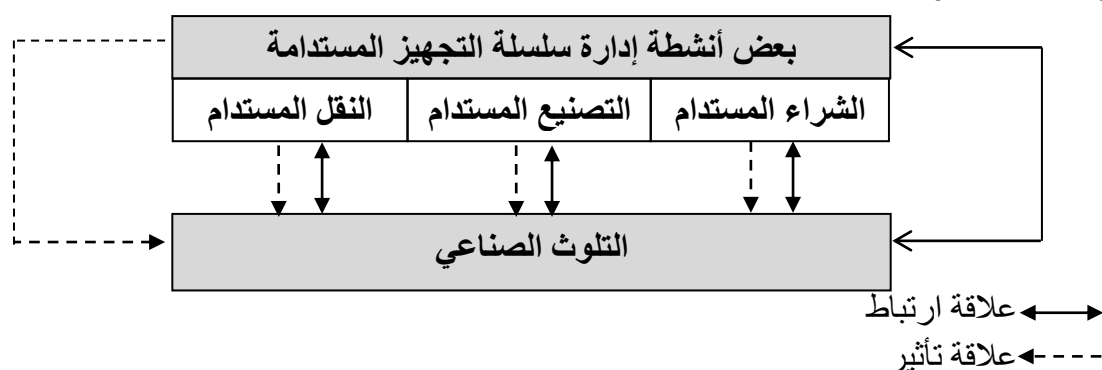 بعض أنشطة إدارة سلسلة التجهيز المستدامة
الشراء المستدام التصنيع المستدام النقل المستدام
التلوث الصناعي
علاقة ارتباط
علاقة تأثير